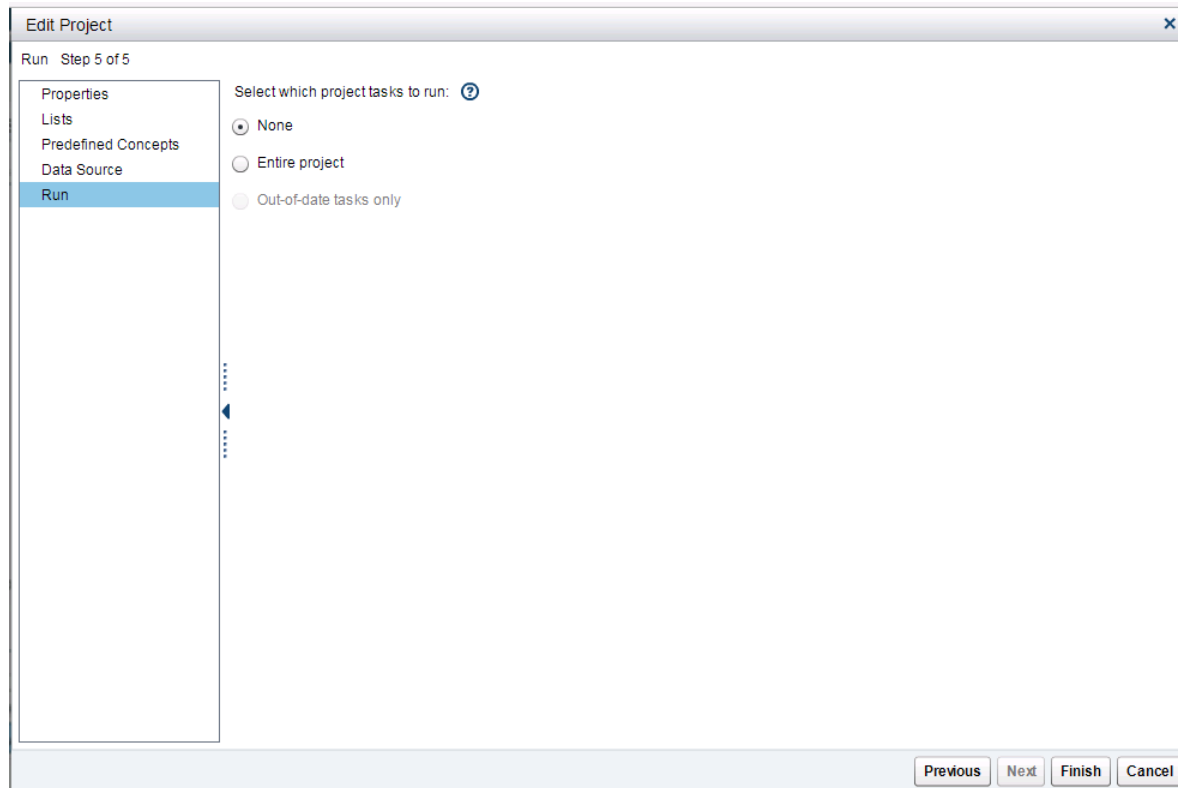 Edit Project
Run Step 5 of 5
Properties
Lists
Predefined Concepts
Data Source
Run
Select which project tasks to run: ?
None
Entire project
Out-of-date tasks only
Previous Next Finish Cancel